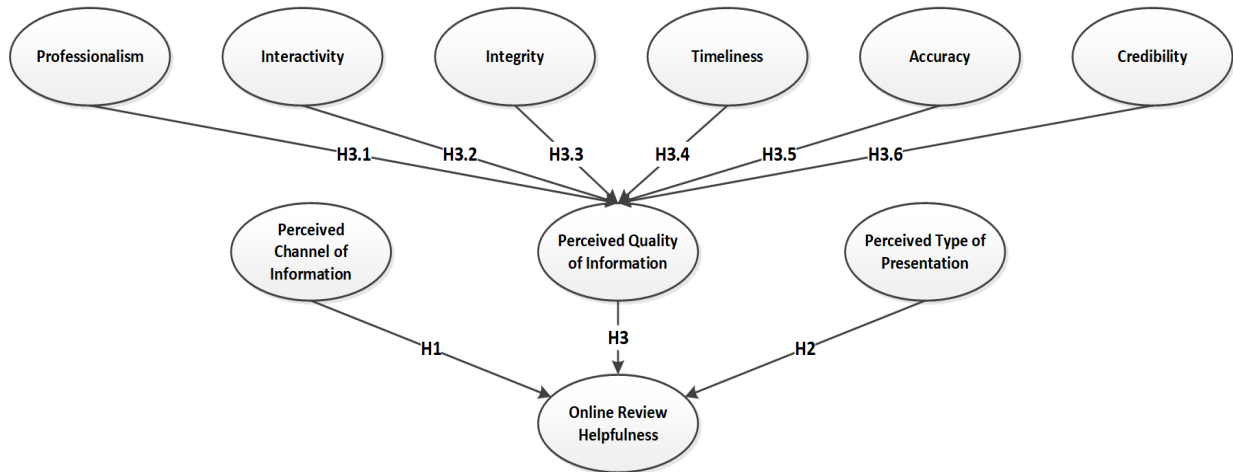 Professionalism
Interactivity
Integrity
Timeliness
Accuracy
Credibility
H3.1
H3.2
H3.3
H3.4
H3.5
H3.6
Perceived
Channel of
Information
Perceived Quality
of Information
Perceived Type of
Presentation
H1
H3
H2
Online Review
Helpfulness